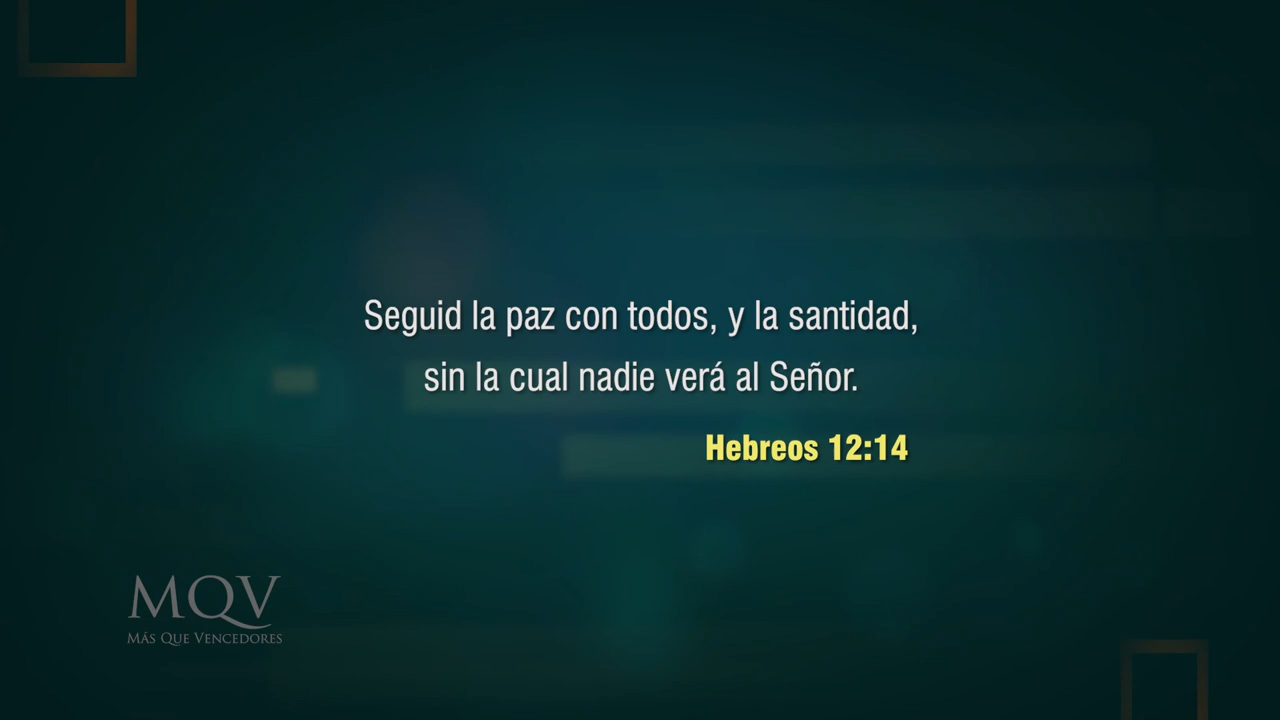 Seguid la paz con todos, y la santidad,
sin la cual nadie verá al Señor.
Hebreos 12:14
MQV
MÁS QUE VENCEDORES